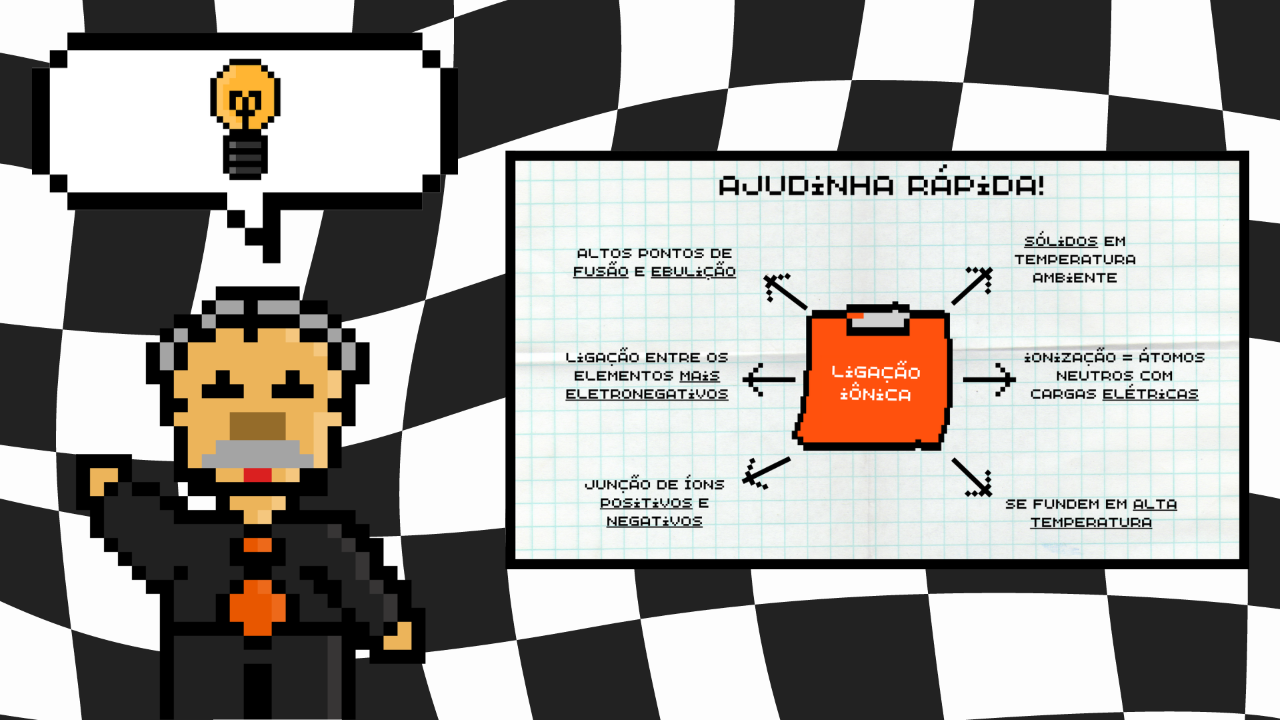 AJUDiNHA RÁPiDA!
ALTOS PONTOS DE
FUSÃO E EBULiÇÃO
SÓLiDOS EM
TEMPERATURA
AMBiENTE
LiGAÇÃO ENTRE OS
ELEMENTOS MAiS
ELETRONEGATiVOS
LiGAÇÃO
iÔNiCA
iONiZAÇÃO = ÁTOMOS
NEUTROS COM
CARGAS ELÉTRiCAS
JUNÇÃO DE ÍONS
POSiTiVOS E
NEGATiVOS
SE FUNDEM EM ALTA
TEMPERATURA